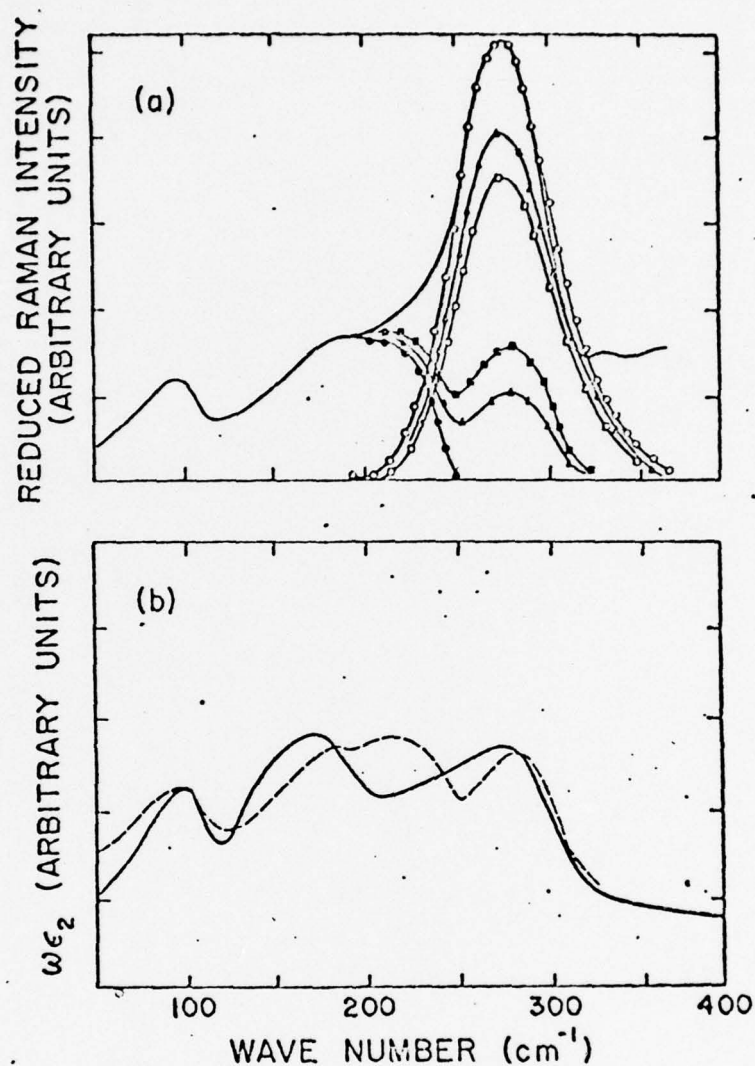 REDUCED RAMAN INTENSITY
(ARBITRARY UNITS)
(a)
(b)
ωϵ₂ (ARBITRARY UNITS)
100 200 300 400
WAVE NUMBER (cm⁻¹)